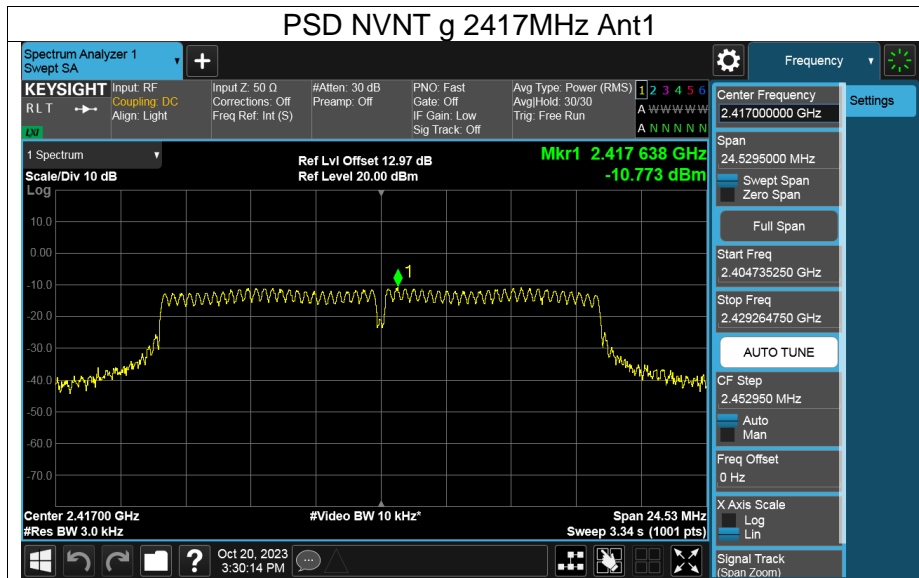 PSD NVNT g 2417MHz Ant1
Spectrum Analyzer 1
Swept SA
+
Frequency
KEYSIGHT
RLT
LXI
Input: RF
Coupling: DC
Align: Light
Input Z: 50 Ω
Corrections: Off
Freq Ref: Int (S)
#Atten: 30 dB
Preamp: Off
PNO: Fast
Gate: Off
IF Gain: Low
Sig Track: Off
Avg Type: Power (RMS)
Avg|Hold: 30/30
Trig: Free Run
1 2 3 4 5 6
A W W W W W
A N N N N N
Center Frequency
2.417000000 GHz
Settings
Span
24.5295000 MHz
Swept Span
Zero Span
Full Span
Start Freq
2.404735250 GHz
Stop Freq
2.429264750 GHz
AUTO TUNE
CF Step
2.452950 MHz
Auto
Man
Freq Offset
0 Hz
X Axis Scale
Log
Lin
Signal Track
(Span Zoom)
1 Spectrum
Scale/Div 10 dB
Ref Lvl Offset 12.97 dB
Ref Level 20.00 dBm
Mkr1 2.417 638 GHz
-10.773 dBm
Log
10.0
0.00
-10.0
-20.0
-30.0
-40.0
-50.0
-60.0
-70.0
1
Center 2.41700 GHz
#Video BW 10 kHz*
Span 24.53 MHz
#Res BW 3.0 kHz
Sweep 3.34 s (1001 pts)
?
Oct 20, 2023
3:30:14 PM